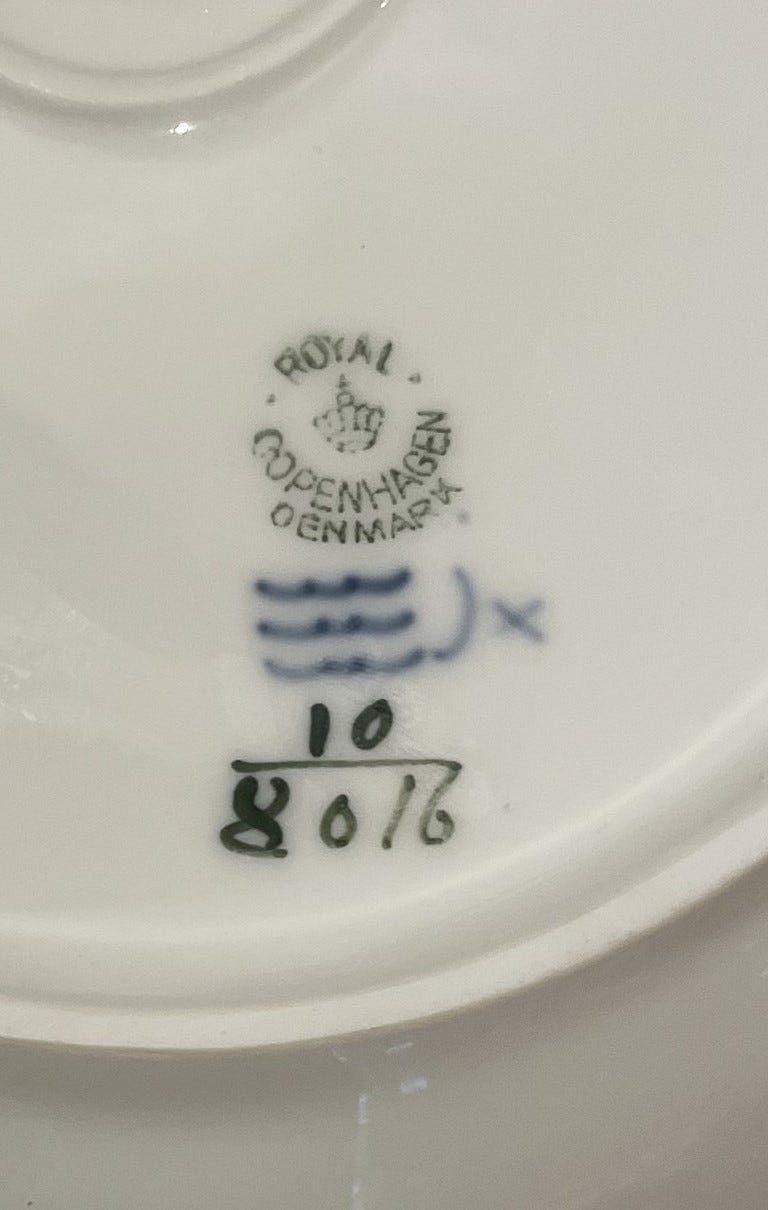 ROYAL
COPENHAGEN
DENMARK
X
10
8016